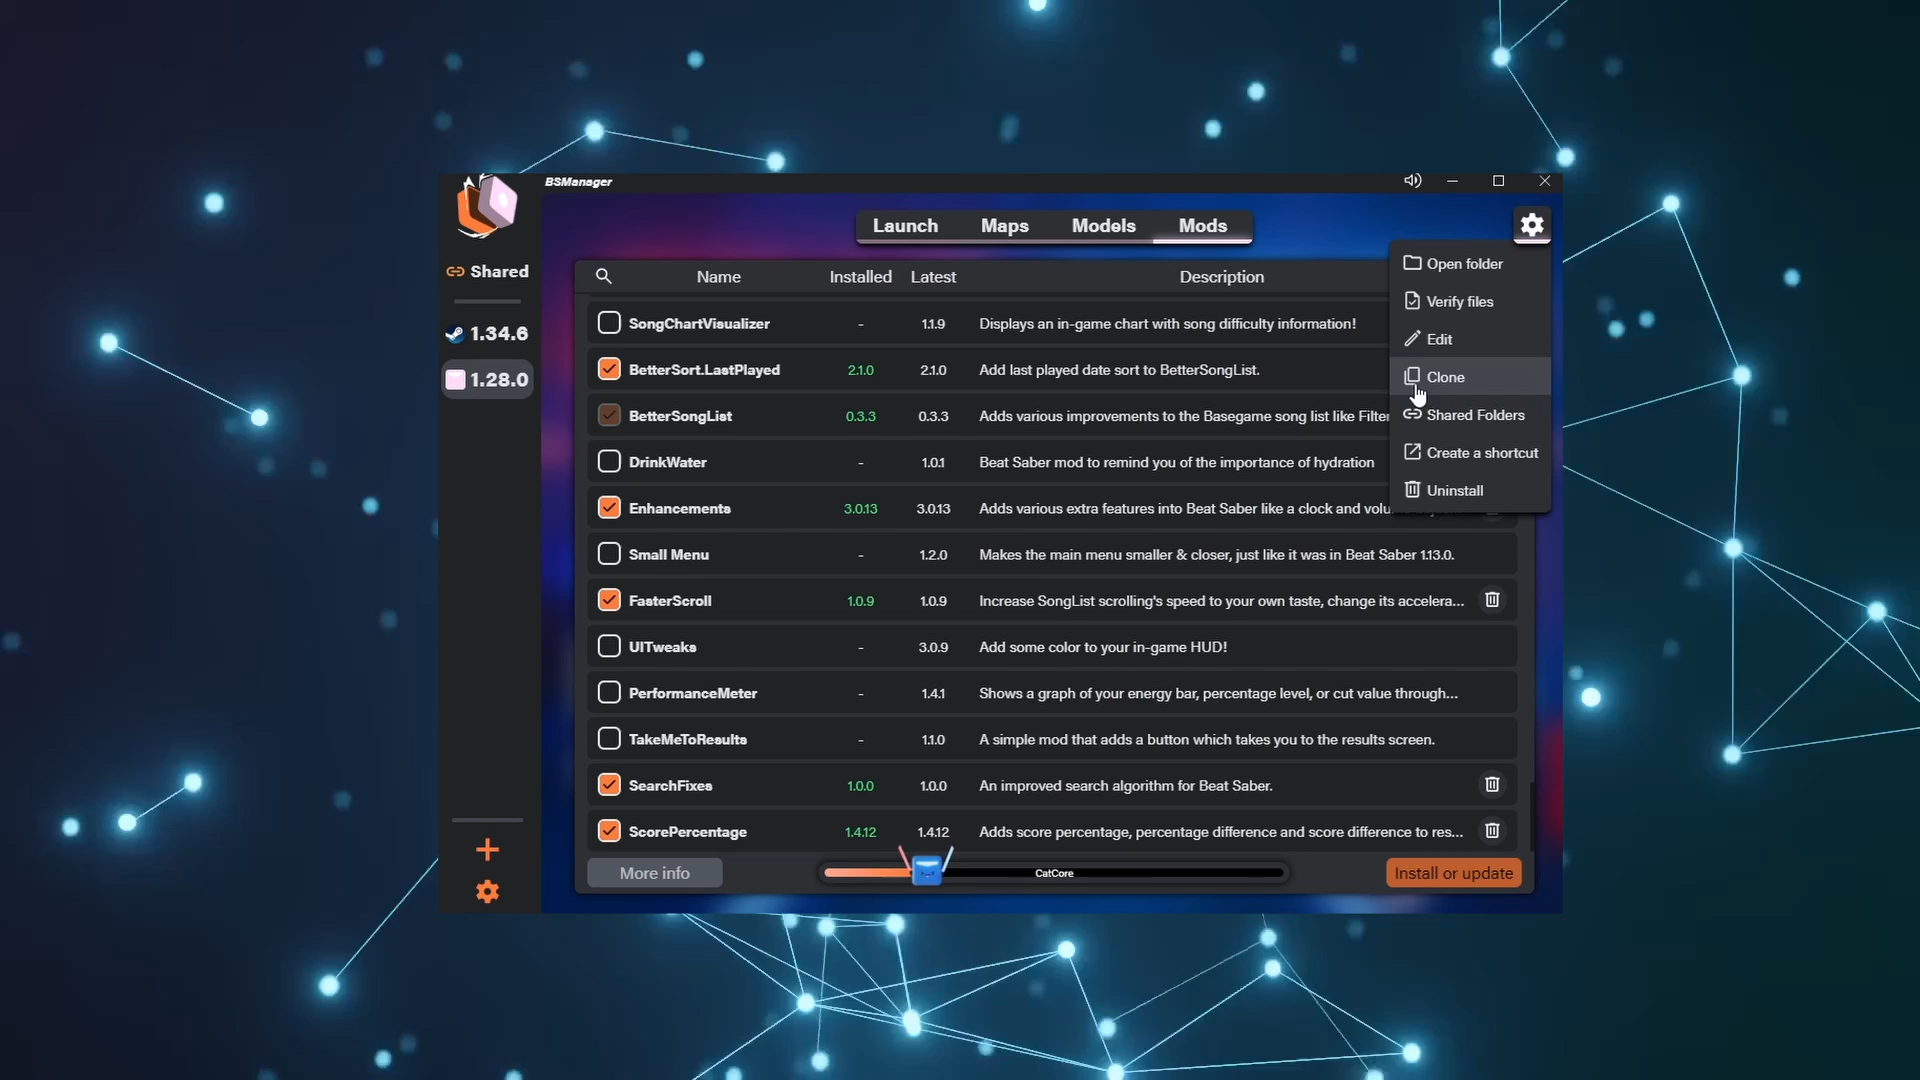 BSManager
Launch Maps Models Mods
Shared
1.34.6
1.28.0
Name Installed Latest Description
SongChartVisualizer - 1.1.9 Displays an in-game chart with song difficulty information!
BetterSort.LastPlayed 2.1.0 2.1.0 Add last played date sort to BetterSongList.
BetterSongList 0.3.3 0.3.3 Adds various improvements to the Basegame song list like Filter
DrinkWater - 1.0.1 Beat Saber mod to remind you of the importance of hydration
Enhancements 3.0.13 3.0.13 Adds various extra features into Beat Saber like a clock and volu
Small Menu - 1.2.0 Makes the main menu smaller & closer, just like it was in Beat Saber 1.13.0.
FasterScroll 1.0.9 1.0.9 Increase SongList scrolling's speed to your own taste, change its accelera...
UITweaks - 3.0.9 Add some color to your in-game HUD!
PerformanceMeter - 1.4.1 Shows a graph of your energy bar, percentage level, or cut value through...
TakeMeToResults - 1.1.0 A simple mod that adds a button which takes you to the results screen.
SearchFixes 1.0.0 1.0.0 An improved search algorithm for Beat Saber.
ScorePercentage 1.4.12 1.4.12 Adds score percentage, percentage difference and score difference to res...
Open folder
Verify files
Edit
Clone
Shared Folders
Create a shortcut
Uninstall
More info
CatCore
Install or update